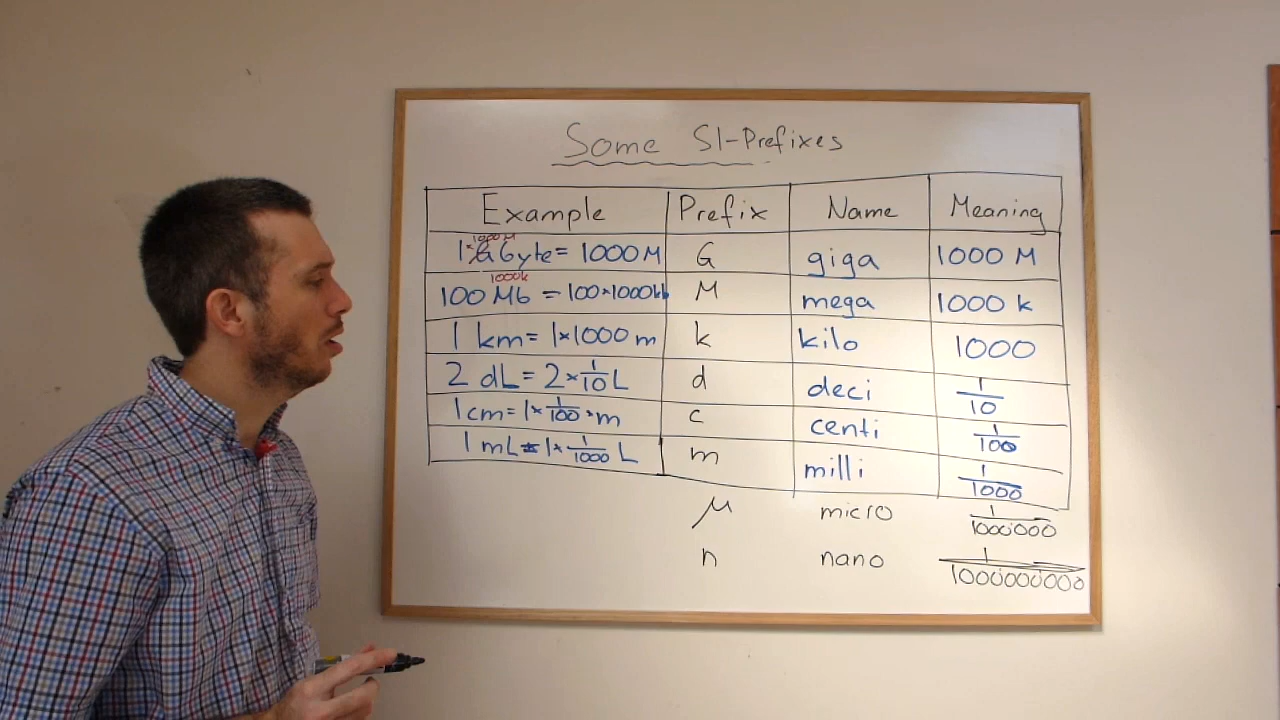 Some SI-Prefixes
Example Prefix Name Meaning
1000 M
1×GByte= 1000 M G giga 1000 M
1000k
100 Mb = 100×1000kb M mega 1000 k
1 km= 1×1000 m k kilo 1000
2 dL= 2×1/10 L d deci 1/10
1cm= 1×1/100·m c centi 1/100
1 mL=1×1/1000 L m milli 1/1000
μ micro 1/1000000
n nano 1/1000000000